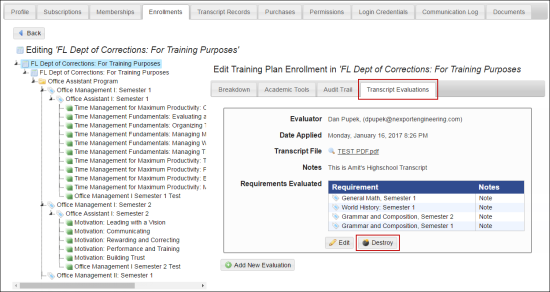 Profile Subscriptions Memberships Enrollments Transcript Records Purchases Permissions Login Credentials Communication Log Documents
Back
Editing 'FL Dept of Corrections: For Training Purposes'
FL Dept of Corrections: For Training Purposes
FL Dept of Corrections: For Training Purposes
Office Assistant Program
Office Management I: Semester 1
Office Assistant I: Semester 1
Time Management for Maximum Productivity: C
Time Management Fundamentals: Evaluating a
Time Management Fundamentals: Organizing T
Time Management Fundamentals: Managing M
Time Management Fundamentals: Managing W
Time Management Fundamentals: Managing T
Time Management for Maximum Productivity: T
Time Management for Maximum Productivity: F
Time Management for Maximum Productivity: E
Time Management for Maximum Productivity: M
Office Management I Semester 1 Test
Office Management I: Semester 2
Office Assistant I: Semester 2
Motivation: Leading with a Vision
Motivation: Communicating
Motivation: Rewarding and Correcting
Motivation: Performance and Training
Motivation: Building Trust
Office Management I Semester 2 Test
Office Management II: Semester 1
Edit Training Plan Enrollment in 'FL Dept of Corrections: For Training Purposes
Breakdown Academic Tools Audit Trail Transcript Evaluations
Evaluator Dan Pupek, (dpupek@nexportengineering.com)
Date Applied Monday, January 16, 2017 8:26 PM
Transcript File TEST PDF.pdf
Notes This is Amit's Highschool Transcript
Requirements Evaluated
Requirement Notes
General Math, Semester 1 Note
World History: Semester 1 Note
Grammar and Composition, Semester 2 Note
Grammar and Composition, Semester 1 Note
Edit Destroy
Add New Evaluation